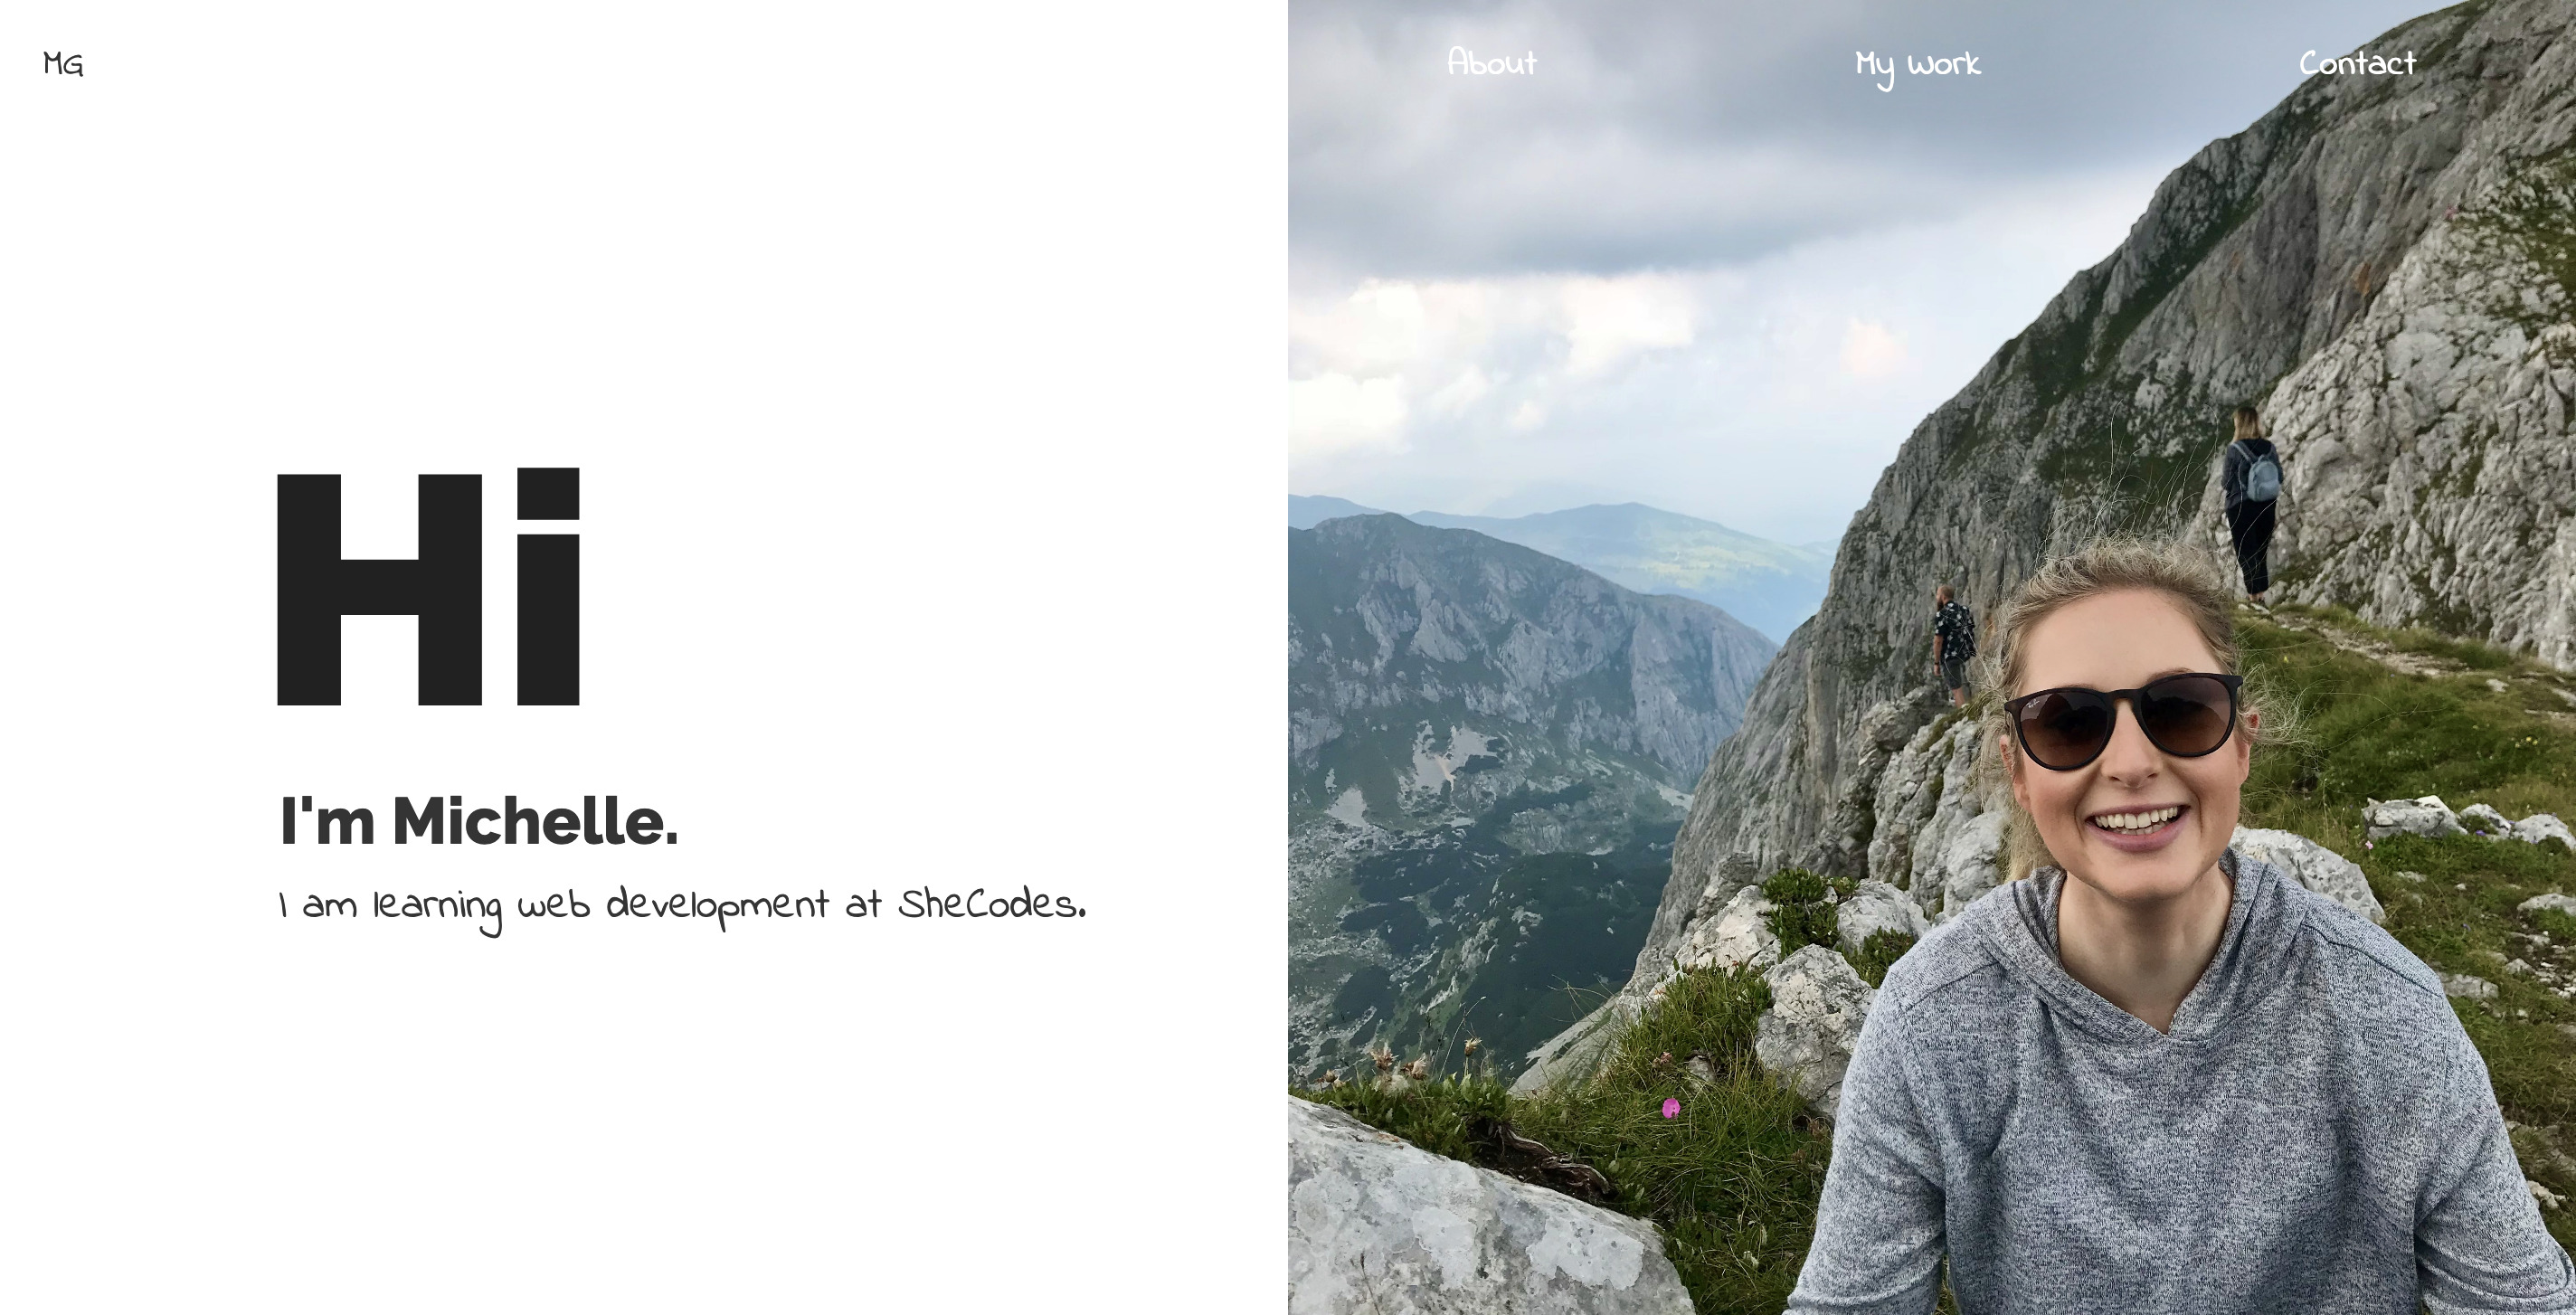 MG
About
My Work
Contact
Hi
I'm Michelle.
I am learning web development at SheCodes.